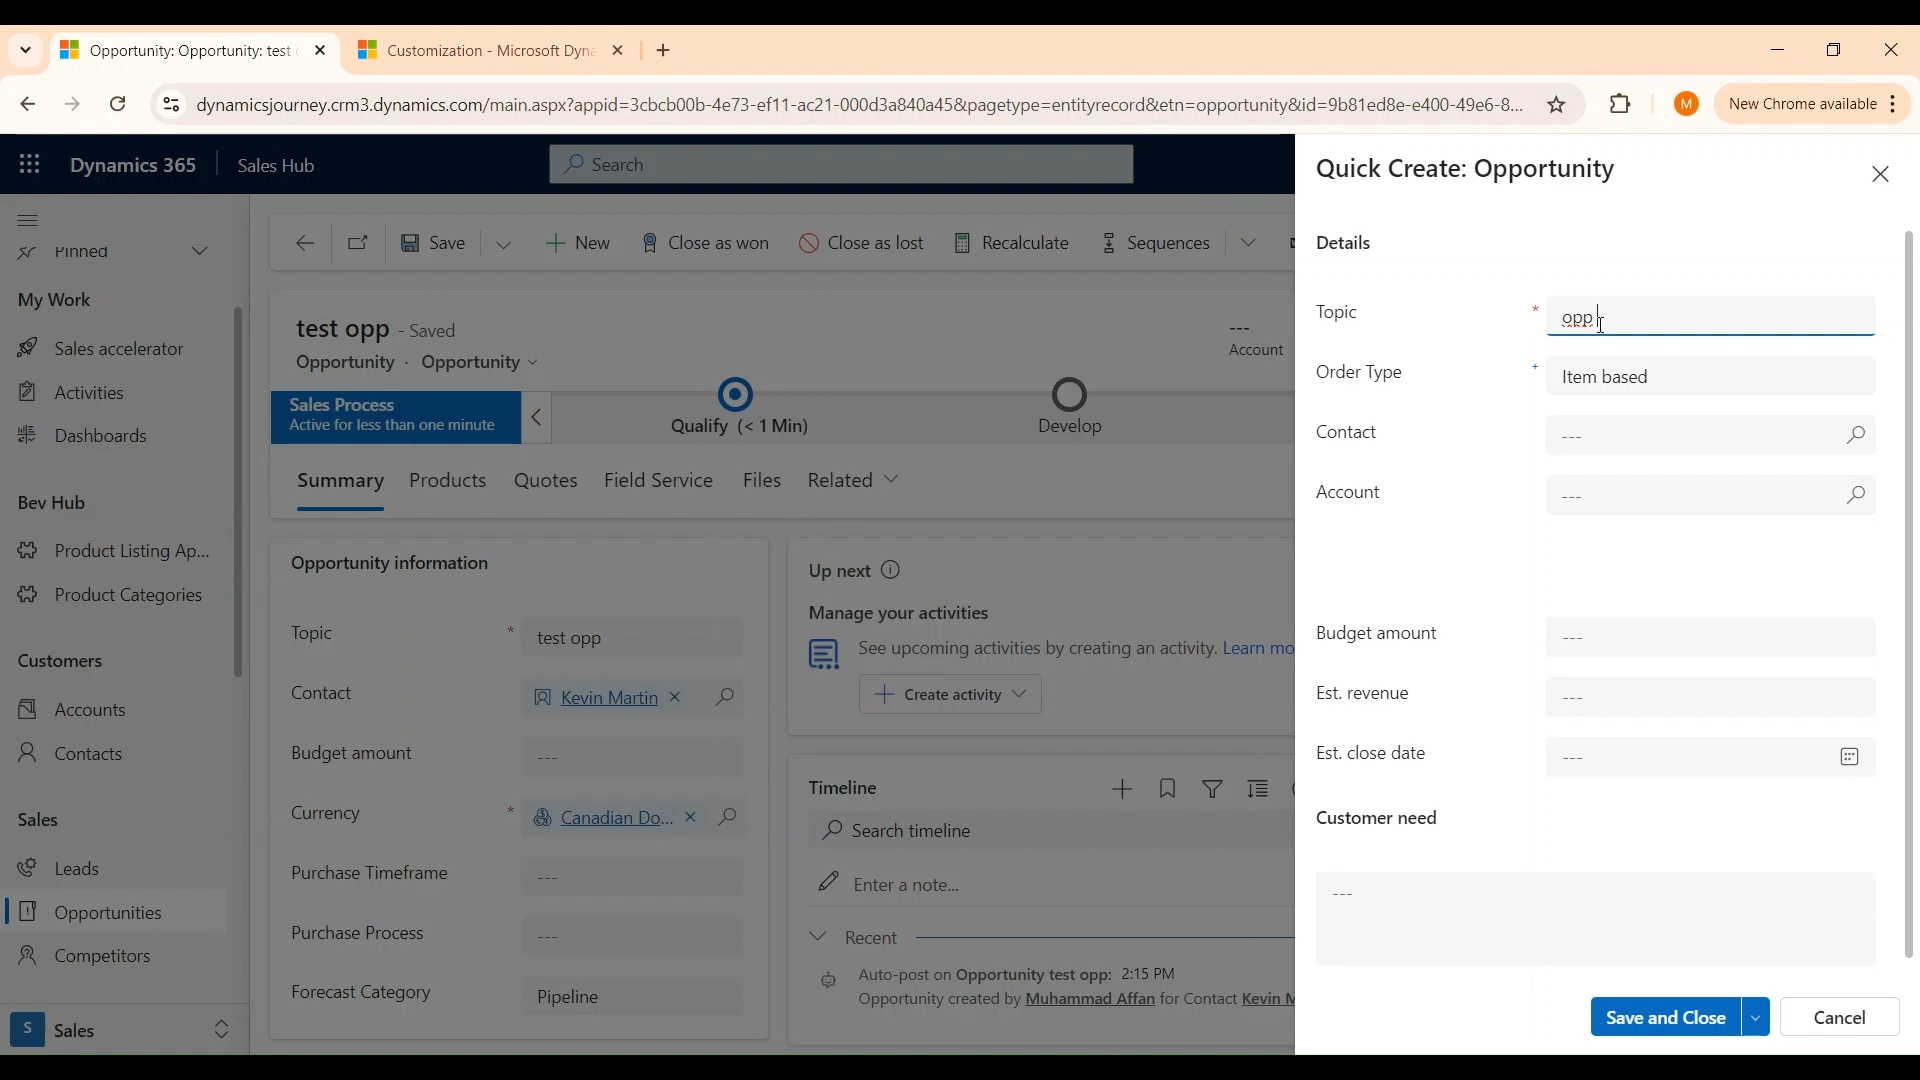 Opportunity: Opportunity: test
Customization - Microsoft Dyna
dynamicsjourney.crm3.dynamics.com/main.aspx?appid=3cbcb00b-4e73-ef11-ac21-000d3a840a45&pagetype=entityrecord&etn=opportunity&id=9b81ed8e-e400-49e6-8...
M
New Chrome available
Dynamics 365
Sales Hub
Search
Pinned
My Work
Sales accelerator
Activities
Dashboards
Bev Hub
Product Listing Ap...
Product Categories
Customers
Accounts
Contacts
Sales
Leads
Opportunities
Competitors
S
Sales
Save
New
Close as won
Close as lost
Recalculate
Sequences
test opp - Saved
Opportunity · Opportunity
---
Account
Sales Process
Active for less than one minute
Qualify (< 1 Min)
Develop
Summary
Products
Quotes
Field Service
Files
Related
Opportunity information
Topic * test opp
Contact Kevin Martin
Budget amount ---
Currency * Canadian Do...
Purchase Timeframe ---
Purchase Process ---
Forecast Category Pipeline
Up next
Manage your activities
See upcoming activities by creating an activity. Learn mo
Create activity
Timeline
Search timeline
Enter a note...
Recent
Auto-post on Opportunity test opp: 2:15 PM
Opportunity created by Muhammad Affan for Contact Kevin M
Quick Create: Opportunity
Details
Topic * opp
Order Type + Item based
Contact ---
Account ---
Budget amount ---
Est. revenue ---
Est. close date ---
Customer need
---
Save and Close
Cancel